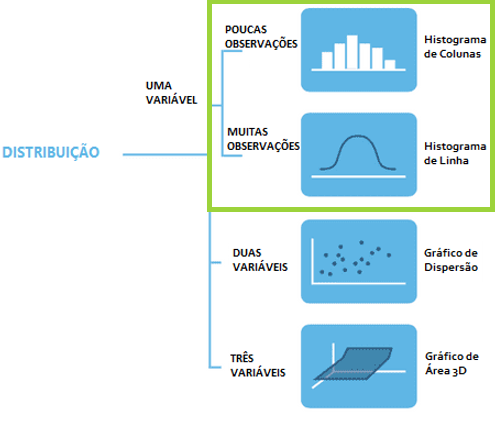 POUCAS
OBSERVAÇÕES
Histograma
de Colunas
UMA
VARIÁVEL
MUITAS
OBSERVAÇÕES
Histograma
de Linha
DISTRIBUIÇÃO
DUAS
VARIÁVEIS
Gráfico de
Dispersão
TRÊS
VARIÁVEIS
Gráfico de
Área 3D